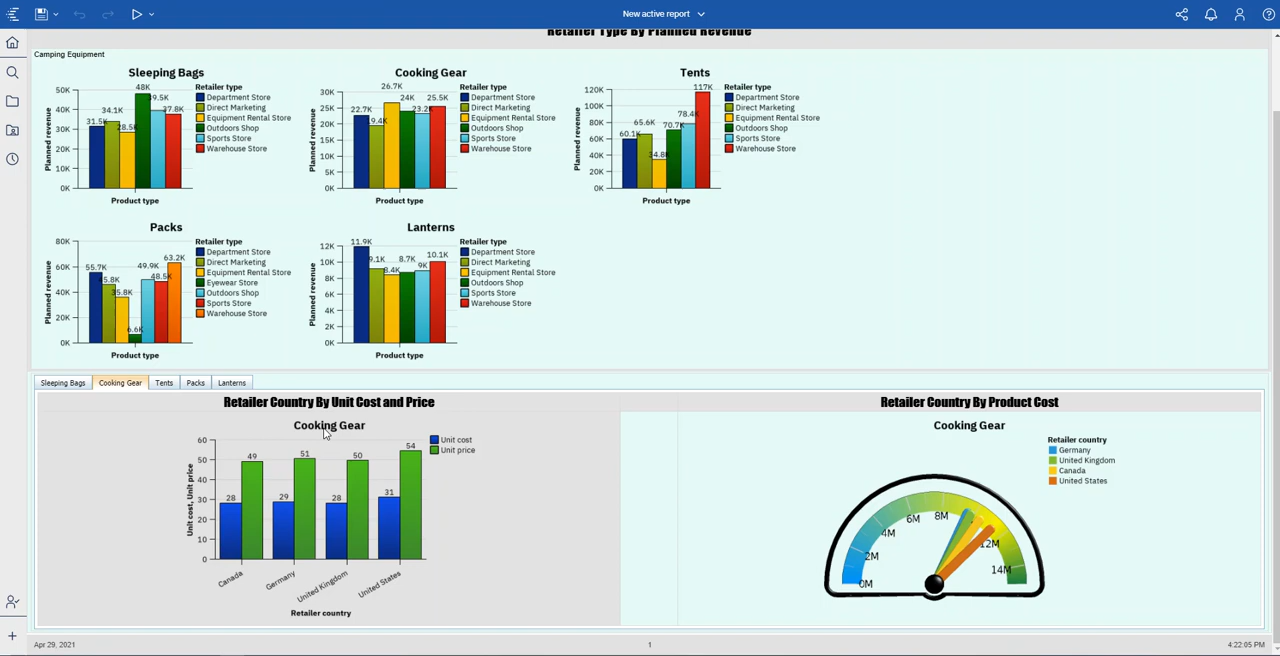 New active report
Retailer Type By Planned Revenue
Camping Equipment
Sleeping Bags
Planned revenue
50K
40K
30K
20K
10K
0K
31.5K
34.1K
28.5K
48K
39.5K
37.8K
Product type
Retailer type
Department Store
Direct Marketing
Equipment Rental Store
Outdoors Shop
Sports Store
Warehouse Store
Cooking Gear
Planned revenue
30K
25K
20K
15K
10K
5K
0K
22.7K
19.4K
26.7K
24K
23.2K
25.5K
Product type
Retailer type
Department Store
Direct Marketing
Equipment Rental Store
Outdoors Shop
Sports Store
Warehouse Store
Tents
Planned revenue
120K
100K
80K
60K
40K
20K
0K
60.1K
65.6K
34.8K
70.7K
78.4K
117K
Product type
Retailer type
Department Store
Direct Marketing
Equipment Rental Store
Outdoors Shop
Sports Store
Warehouse Store
Packs
Planned revenue
80K
60K
40K
20K
0K
55.7K
45.8K
35.8K
6.6K
49.9K
48.5K
63.2K
Product type
Retailer type
Department Store
Direct Marketing
Equipment Rental Store
Eyewear Store
Outdoors Shop
Sports Store
Warehouse Store
Lanterns
Planned revenue
12K
10K
8K
6K
4K
2K
0K
11.9K
9.1K
8.4K
8.7K
9K
10.1K
Product type
Retailer type
Department Store
Direct Marketing
Equipment Rental Store
Outdoors Shop
Sports Store
Warehouse Store
Sleeping Bags
Cooking Gear
Tents
Packs
Lanterns
Retailer Country By Unit Cost and Price
Cooking Gear
Unit cost, Unit price
60
50
40
30
20
10
0
28
49
29
51
28
50
31
54
Canada
Germany
United Kingdom
United States
Retailer country
Unit cost
Unit price
Retailer Country By Product Cost
Cooking Gear
Retailer country
Germany
United Kingdom
Canada
United States
0M
2M
4M
6M
8M
12M
14M
Apr 29, 2021
1
4:22:05 PM